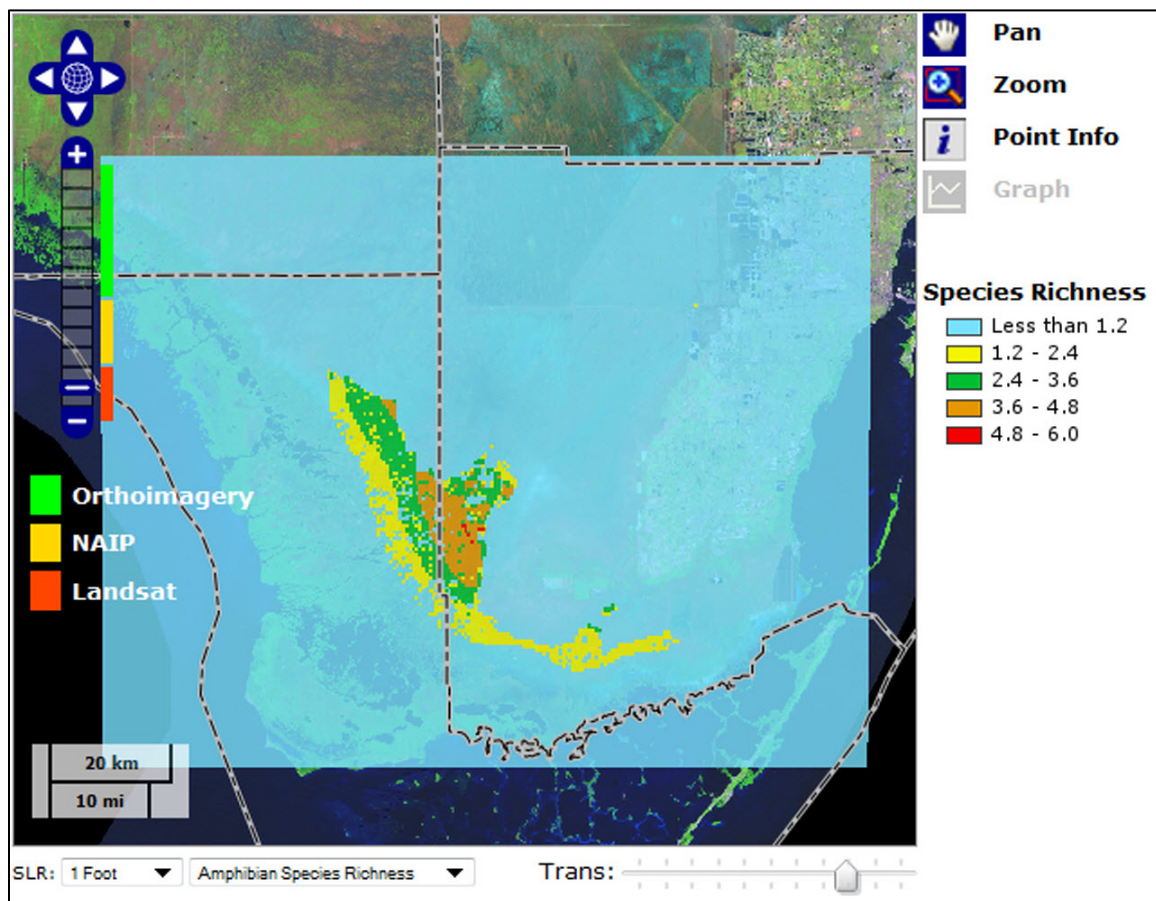 Pan
Zoom
Point Info
Graph
Species Richness
Less than 1.2
1.2 - 2.4
2.4 - 3.6
3.6 - 4.8
4.8 - 6.0
Orthoimagery
NAIP
Landsat
20 km
10 mi
SLR: 1 Foot Amphibian Species Richness Trans: